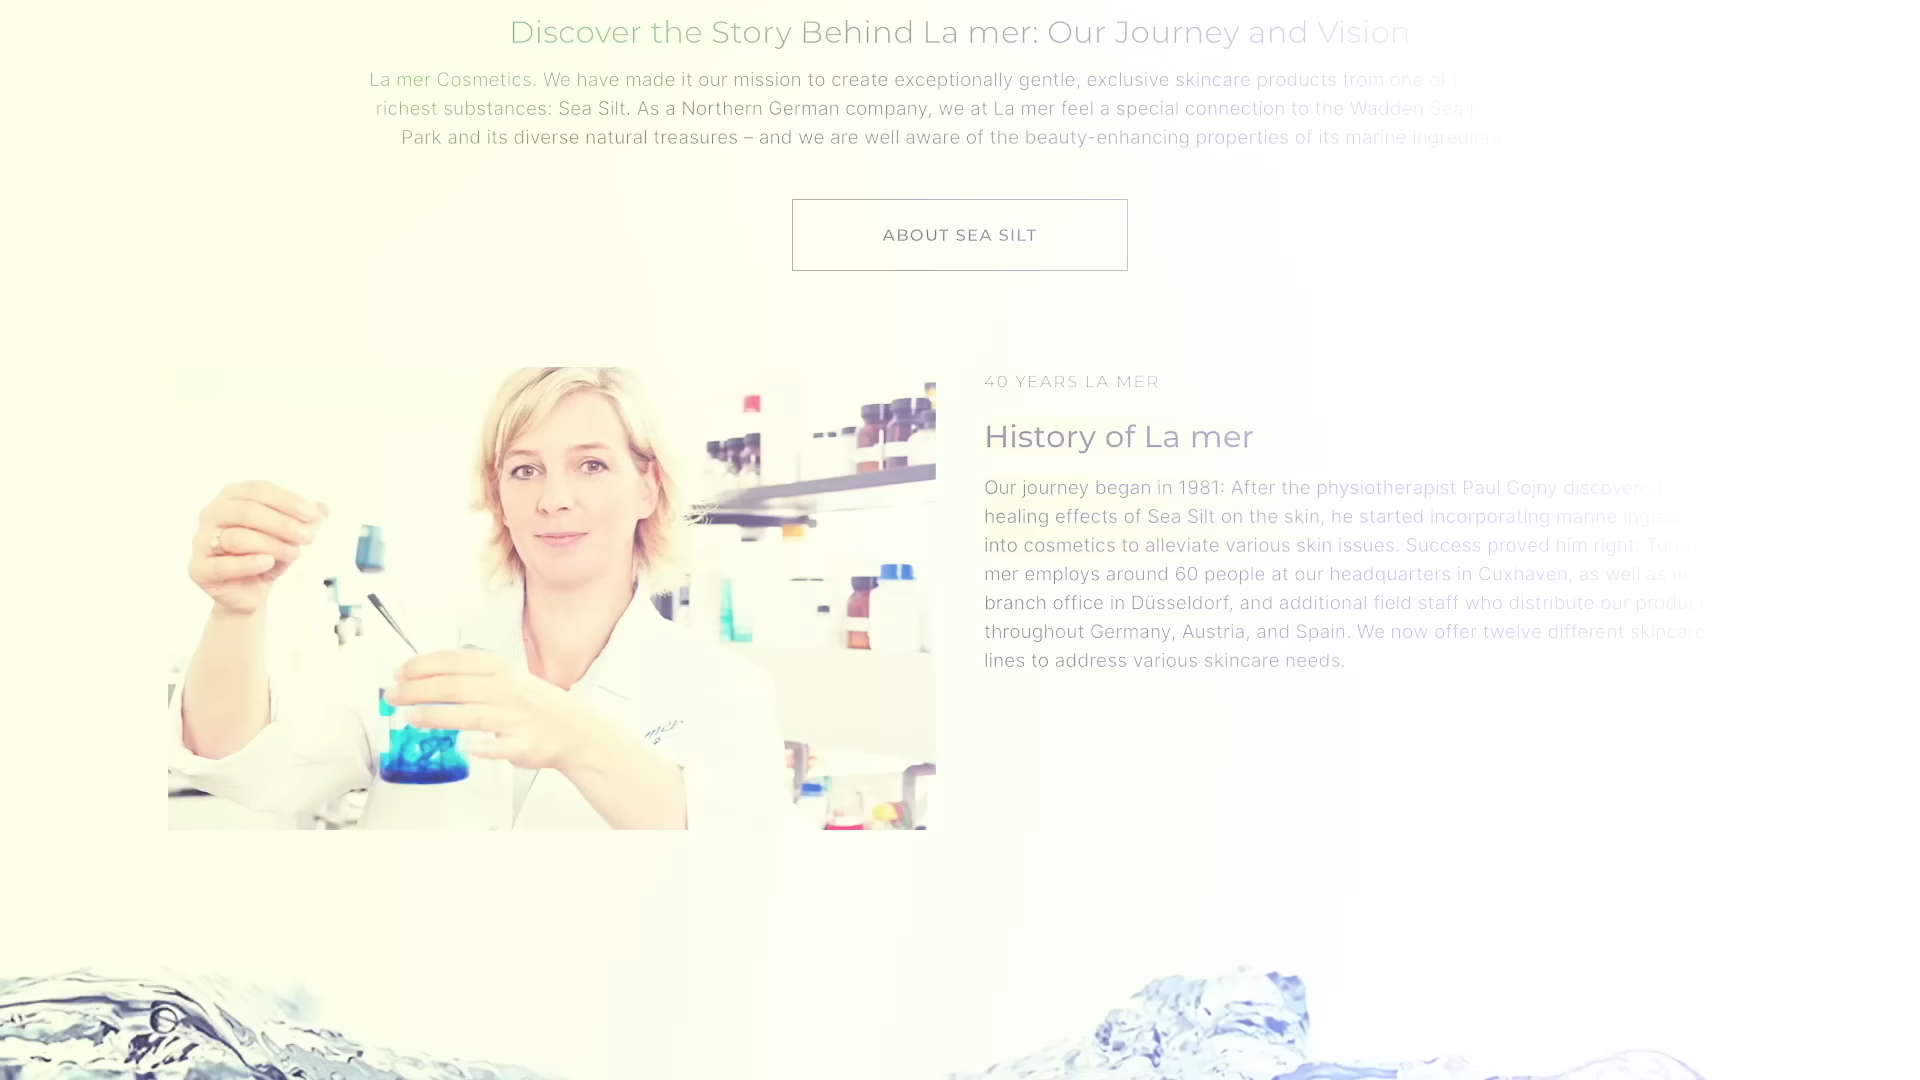 Discover the Story Behind La mer: Our Journey and Vision
La mer Cosmetics. We have made it our mission to create exceptionally gentle, exclusive skincare products from one of
richest substances: Sea Silt. As a Northern German company, we at La mer feel a special connection to the Wadden Sea
Park and its diverse natural treasures – and we are well aware of the beauty-enhancing properties of its marine
ABOUT SEA SILT
40 YEARS LA MER
History of La mer
Our journey began in 1981: After the physiotherapist Paul Gojny discovered
healing effects of Sea Silt on the skin, he started incorporating marine
into cosmetics to alleviate various skin issues. Success proved him right:
mer employs around 60 people at our headquarters in Cuxhaven, as well as in
branch office in Düsseldorf, and additional field staff who distribute our
throughout Germany, Austria, and Spain. We now offer twelve different skincare
lines to address various skincare needs.